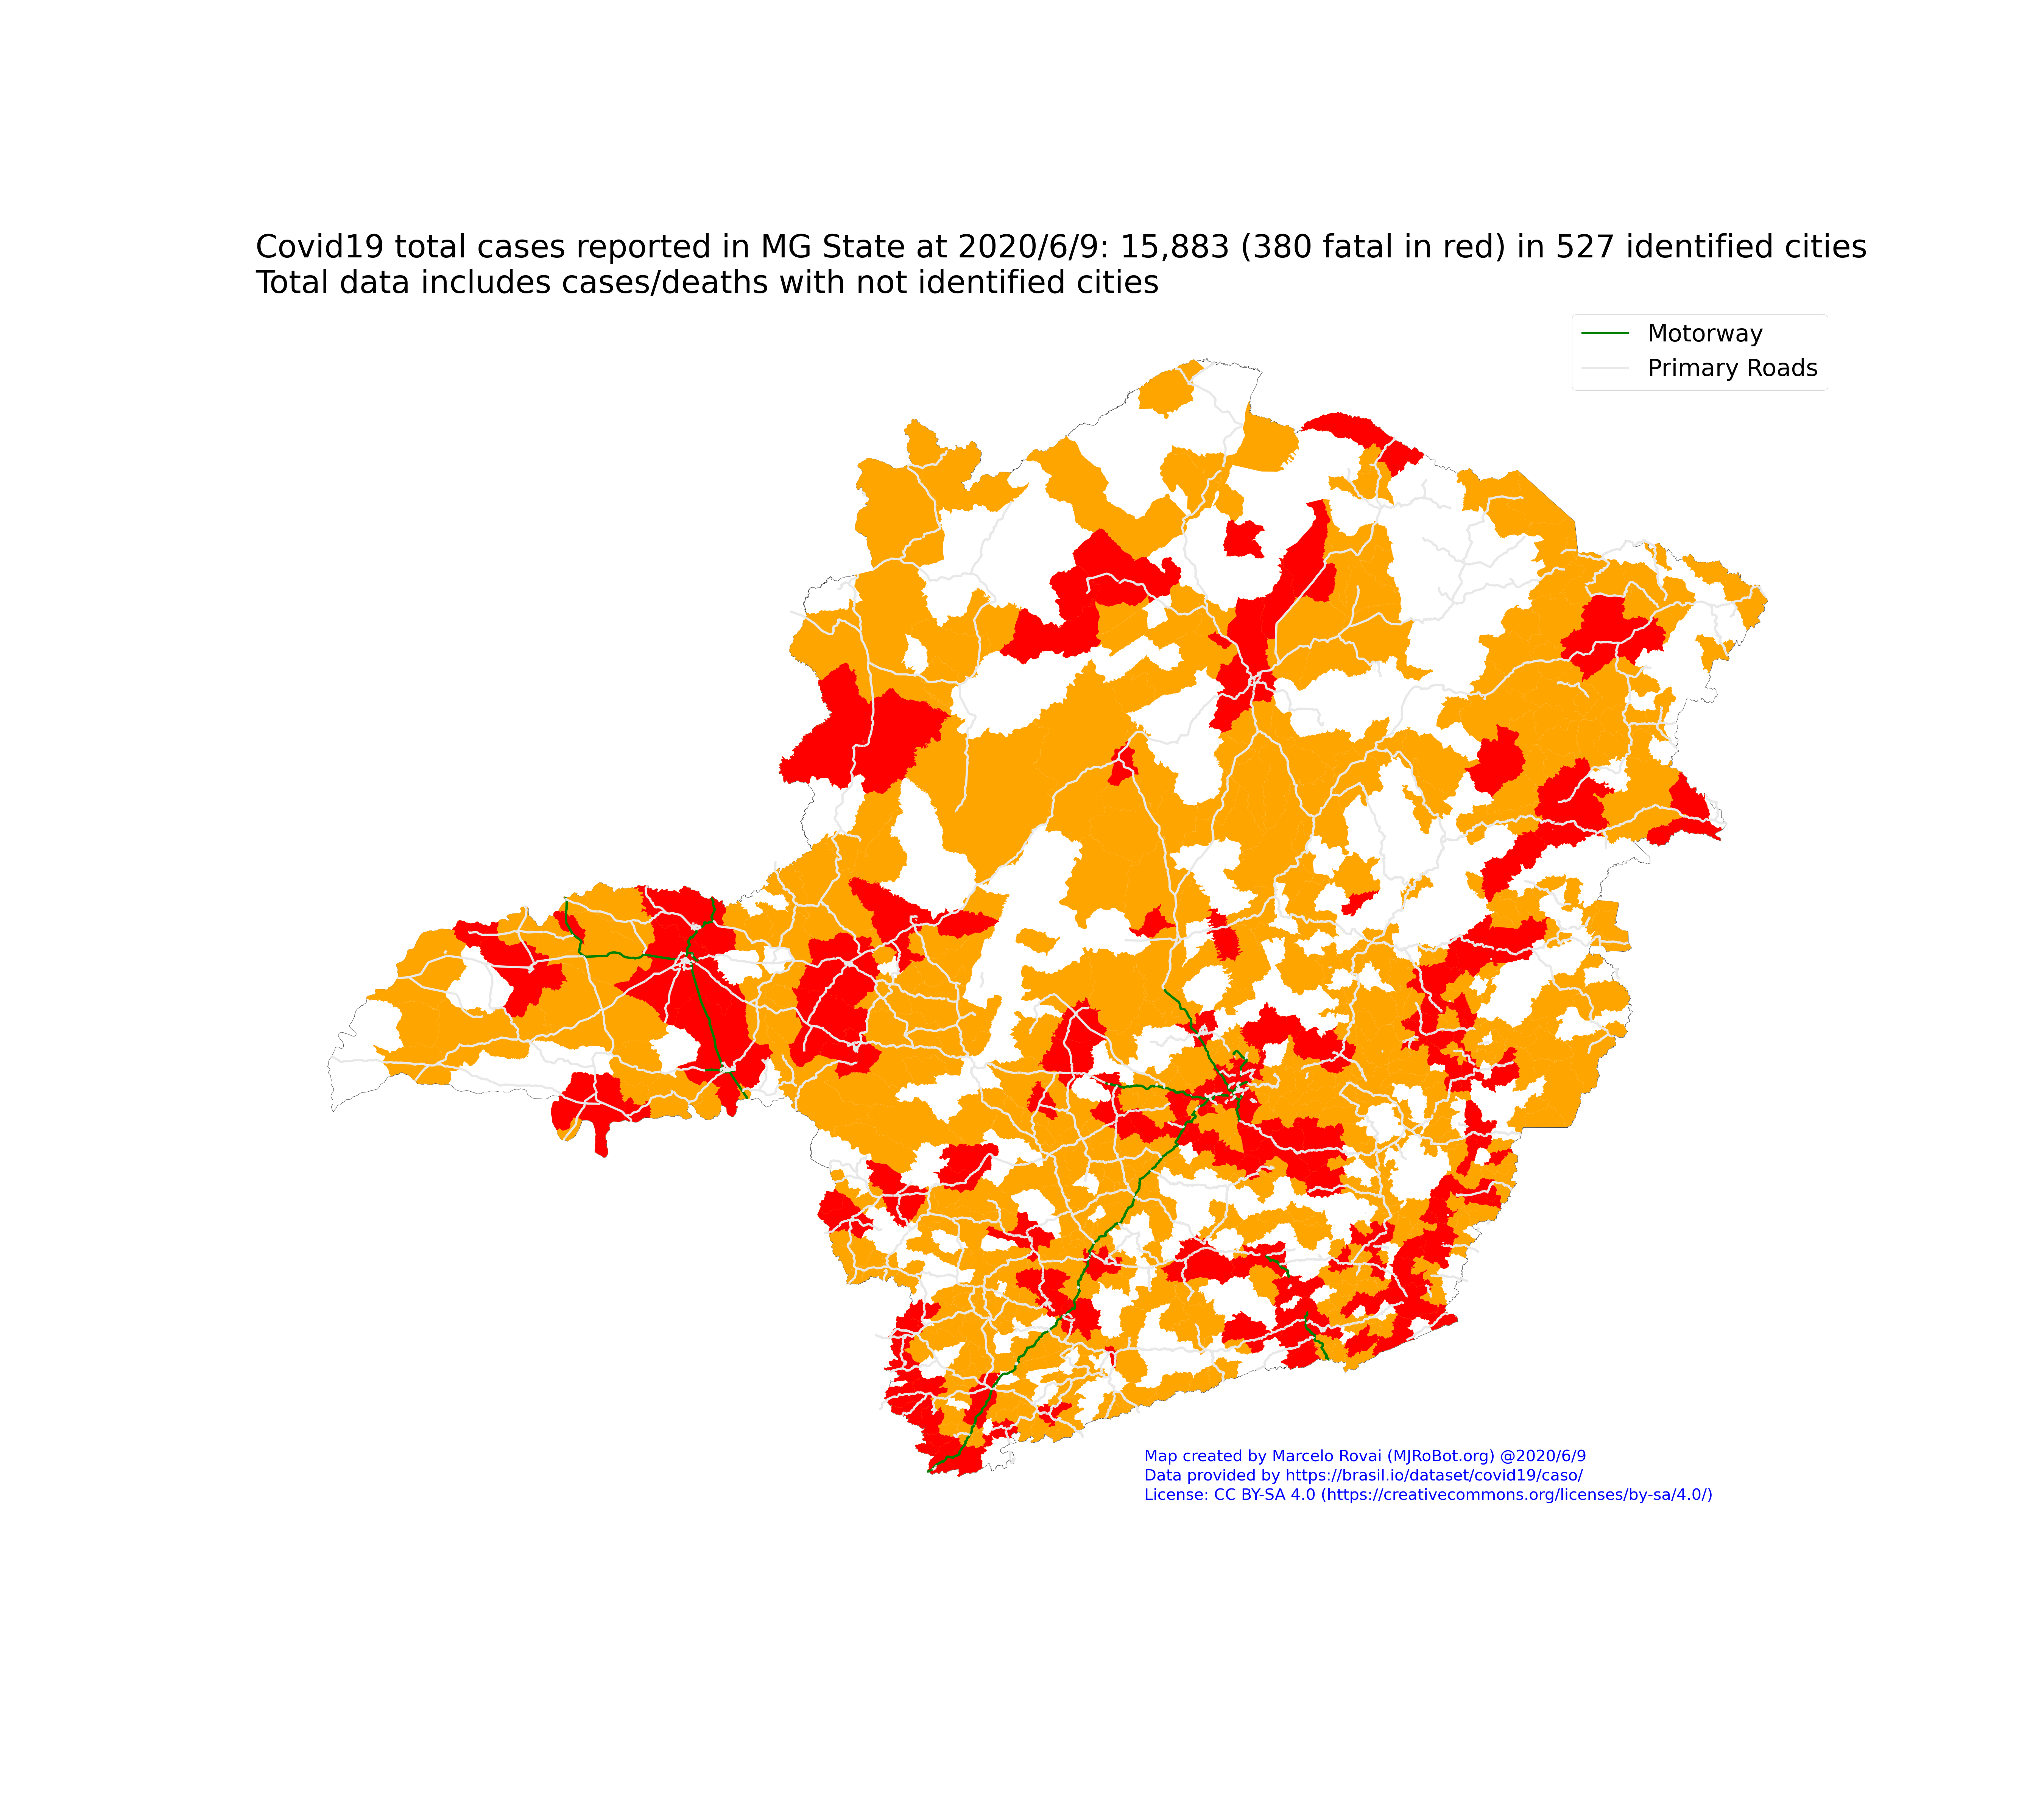 Covid19 total cases reported in MG State at 2020/6/9: 15,883 (380 fatal in red) in 527 identified cities
Total data includes cases/deaths with not identified cities
Motorway
Primary Roads
Map created by Marcelo Rovai (MJRoBot.org) @2020/6/9
Data provided by https://brasil.io/dataset/covid19/caso/
License: CC BY-SA 4.0 (https://creativecommons.org/licenses/by-sa/4.0/)